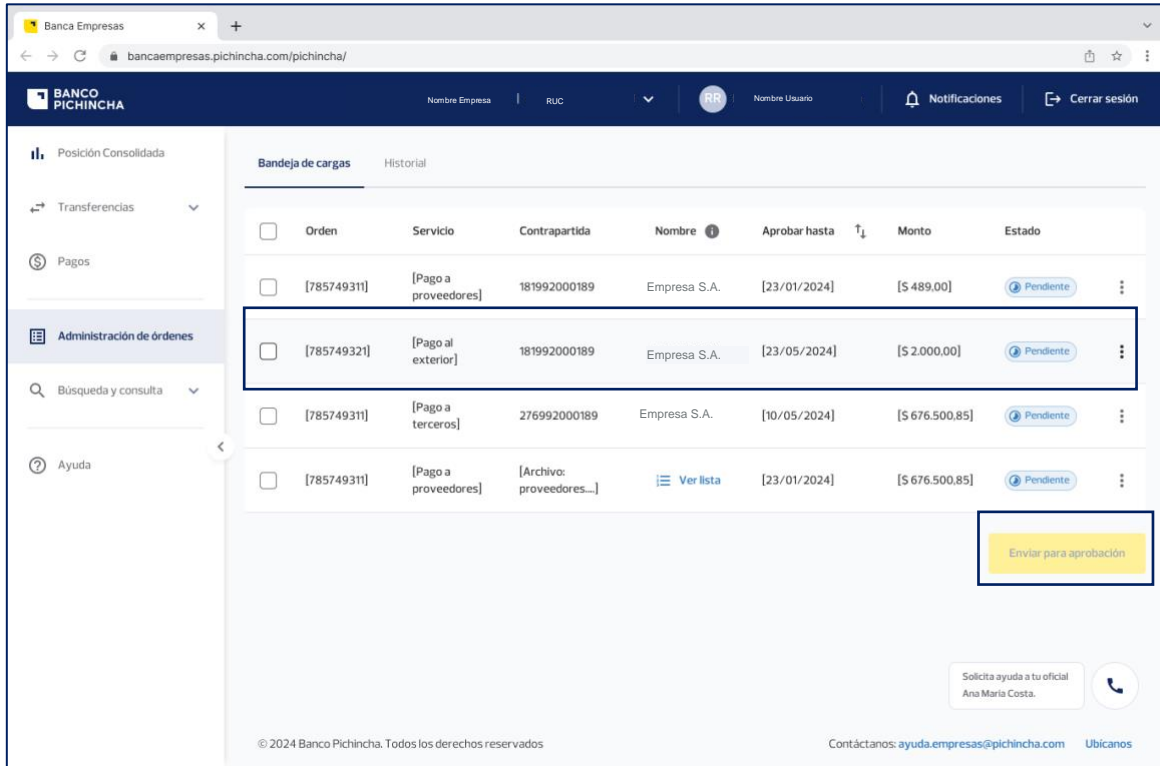 Banca Empresas
bancaempresas.pichincha.com/pichincha/
BANCO
PICHINCHA
Nombre Empresa | RUC
RR
Nombre Usuario
Notificaciones
Cerrar sesión
Posición Consolidada
Transferencias
Pagos
Administración de órdenes
Búsqueda y consulta
Ayuda
Bandeja de cargas Historial
Orden Servicio Contrapartida Nombre Aprobar hasta Monto Estado
[785749311] [Pago a proveedores] 181992000189 Empresa S.A. [23/01/2024] [$ 489,00] Pendiente
[785749321] [Pago al exterior] 181992000189 Empresa S.A. [23/05/2024] [$ 2.000,00] Pendiente
[785749311] [Pago a terceros] 276992000189 Empresa S.A. [10/05/2024] [$ 676.500,85] Pendiente
[785749311] [Pago a proveedores] [Archivo: proveedores....] Ver lista [23/01/2024] [$ 676.500,85] Pendiente
Enviar para aprobación
Solicita ayuda a tu oficial
Ana María Costa.
© 2024 Banco Pichincha. Todos los derechos reservados
Contáctanos: ayuda.empresas@pichincha.com Ubícanos